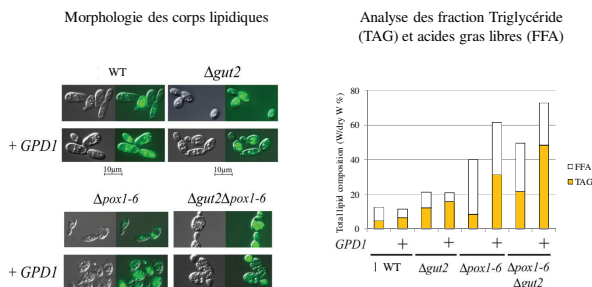 Morphologie des corps lipidiques
WT
Δgut2
+ GPD1
10μm
10μm
Δpox1-6
Δgut2Δpox1-6
+ GPD1
Analyse des fraction Triglycéride
(TAG) et acides gras libres (FFA)
Total lipid composition (W/dry W %)
80
60
40
20
0
FFA
TAG
GPD1
+
+
+
+
WT
Δgut2
Δpox1-6
Δpox1-6
Δgut2